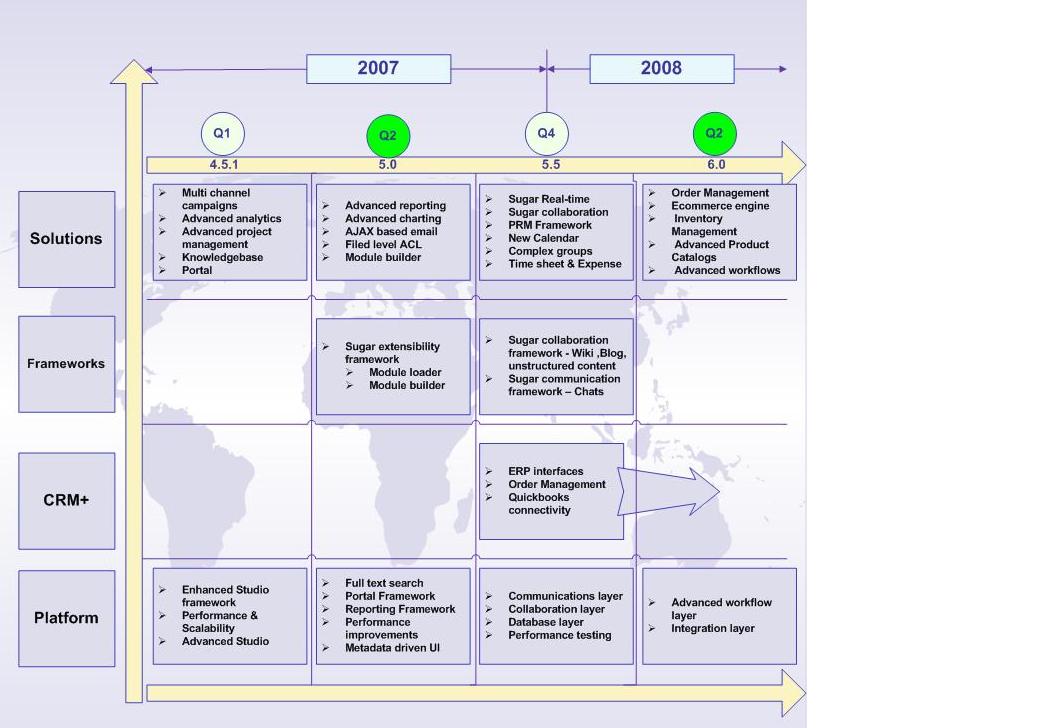 2007
2008
Q1
Q2
Q4
Q2
4.5.1
5.0
5.5
6.0
Solutions
➢ Multi channel
campaigns
➢ Advanced analytics
➢ Advanced project
management
➢ Knowledgebase
➢ Portal
➢ Advanced reporting
➢ Advanced charting
➢ AJAX based email
➢ Filed level ACL
➢ Module builder
➢ Sugar Real-time
➢ Sugar collaboration
➢ PRM Framework
➢ New Calendar
➢ Complex groups
➢ Time sheet & Expense
➢ Order Management
➢ Ecommerce engine
➢ Inventory
Management
➢ Advanced Product
Catalogs
➢ Advanced workflows
Frameworks
➢ Sugar extensibility
framework
➢ Module loader
➢ Module builder
➢ Sugar collaboration
framework - Wiki ,Blog,
unstructured content
➢ Sugar communication
framework – Chats
CRM+
➢ ERP interfaces
➢ Order Management
➢ Quickbooks
connectivity
Platform
➢ Enhanced Studio
framework
➢ Performance &
Scalability
➢ Advanced Studio
➢ Full text search
➢ Portal Framework
➢ Reporting Framework
➢ Performance
improvements
➢ Metadata driven UI
➢ Communications layer
➢ Collaboration layer
➢ Database layer
➢ Performance testing
➢ Advanced workflow
layer
➢ Integration layer